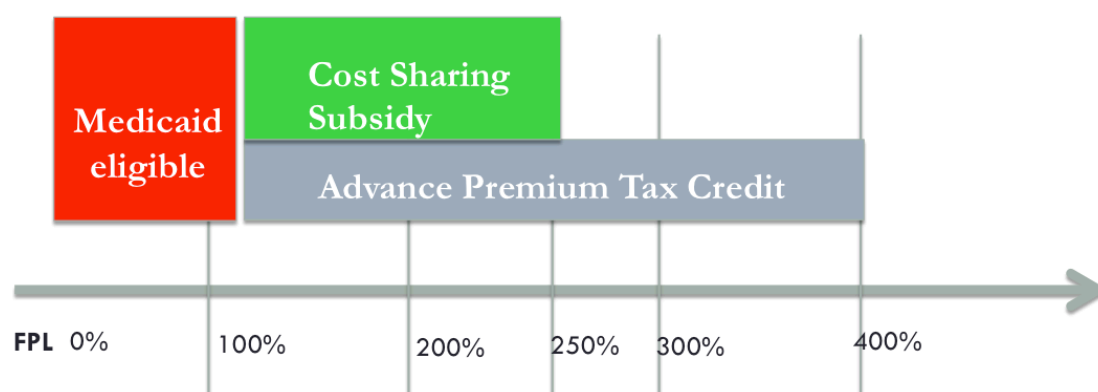 Medicaid
eligible
Cost Sharing
Subsidy
Advance Premium Tax Credit
FPL 0% 100% 200% 250% 300% 400%